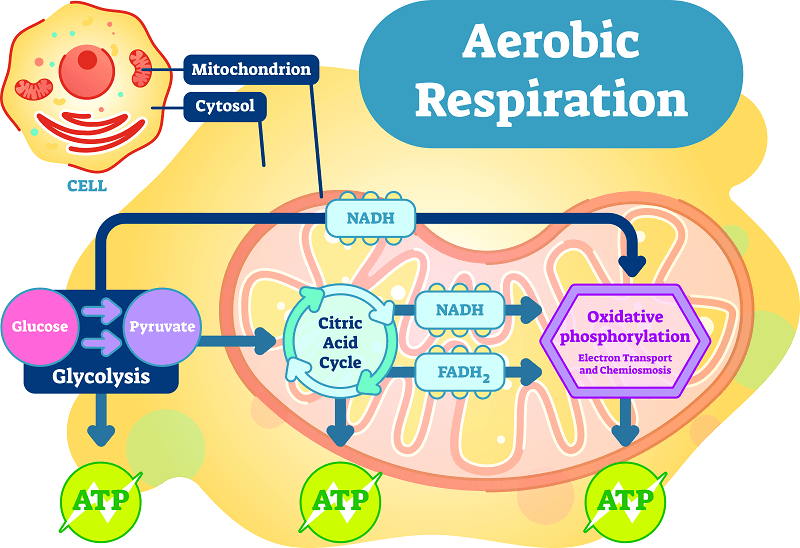 Aerobic
Respiration
Mitochondrion
Cytosol
CELL
NADH
Glucose
Pyruvate
Glycolysis
Citric
Acid
Cycle
NADH
FADH₂
Oxidative
phosphorylation
Electron Transport
and Chemiosmosis
ATP
ATP
ATP